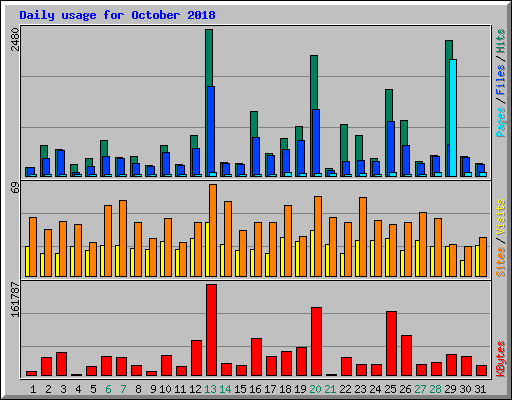 Daily usage for October 2018
2480
Pages / Files / Hits
69
Sites / Visits
161787
KBytes
1 2 3 4 5 6 7 8 9 10 11 12 13 14 15 16 17 18 19 20 21 22 23 24 25 26 27 28 29 30 31